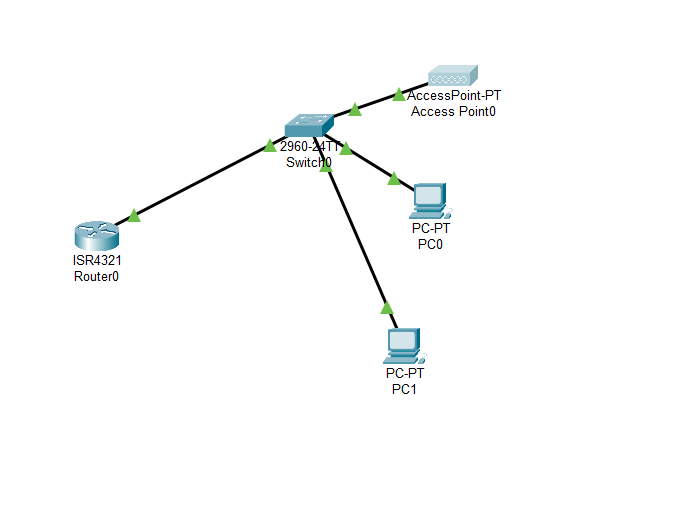 AccessPoint-PT
Access Point0
2960-24TT
Switch0
PC-PT
PC0
ISR4321
Router0
PC-PT
PC1